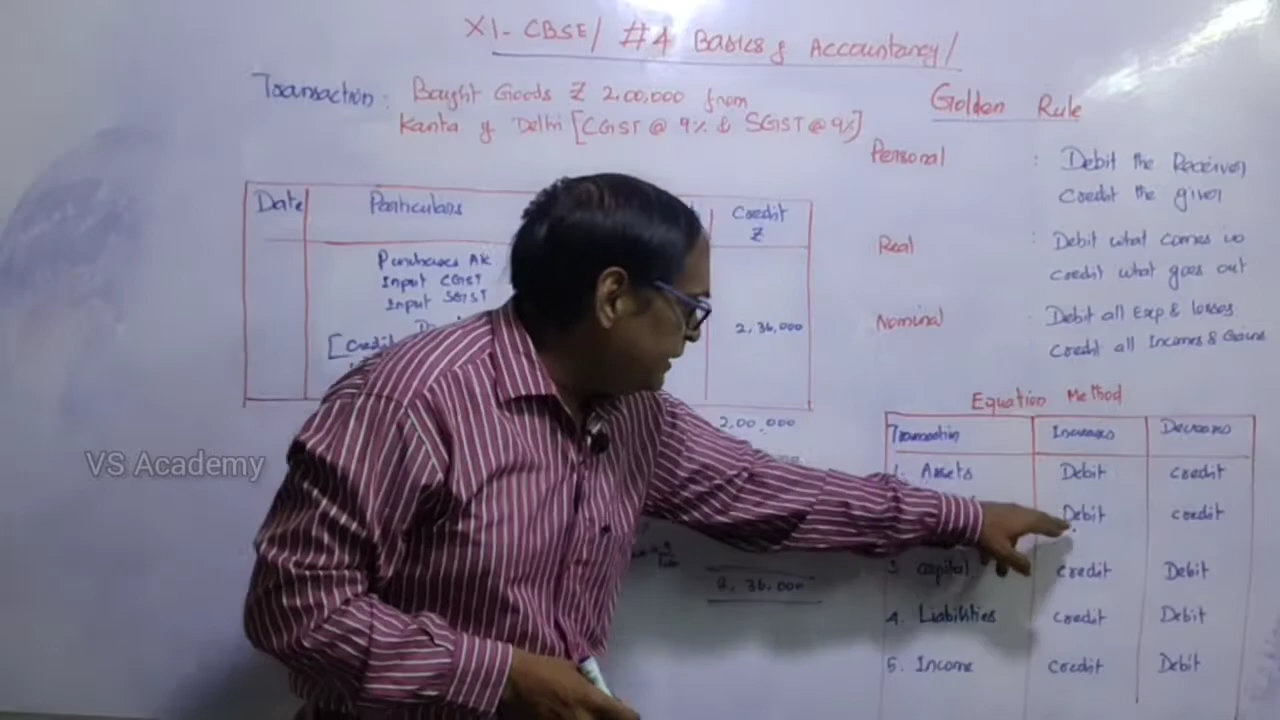 XI- CBSE/ #4 Basics of Accountancy/
Transaction: Bought Goods ₹ 2,00,000 from
Kanta of Delhi [CGST @ 9% & SGST @ 9%]
Date Particulars Credit
₹
Purchases A/c
Input CGST
Input SGST
2,36,000
[Credit
2,00,000
2,36,000
Golden Rule
Personal : Debit the Receiver
Credit the giver
Real : Debit what comes in
Credit what goes out
Nominal : Debit all Exp & losses
Credit all Incomes & Gains
Equation Method
Transaction Increases Decreases
1. Assets Debit Credit
Debit Credit
3. Capital Credit Debit
4. Liabilities Credit Debit
5. Income Credit Debit
VS Academy